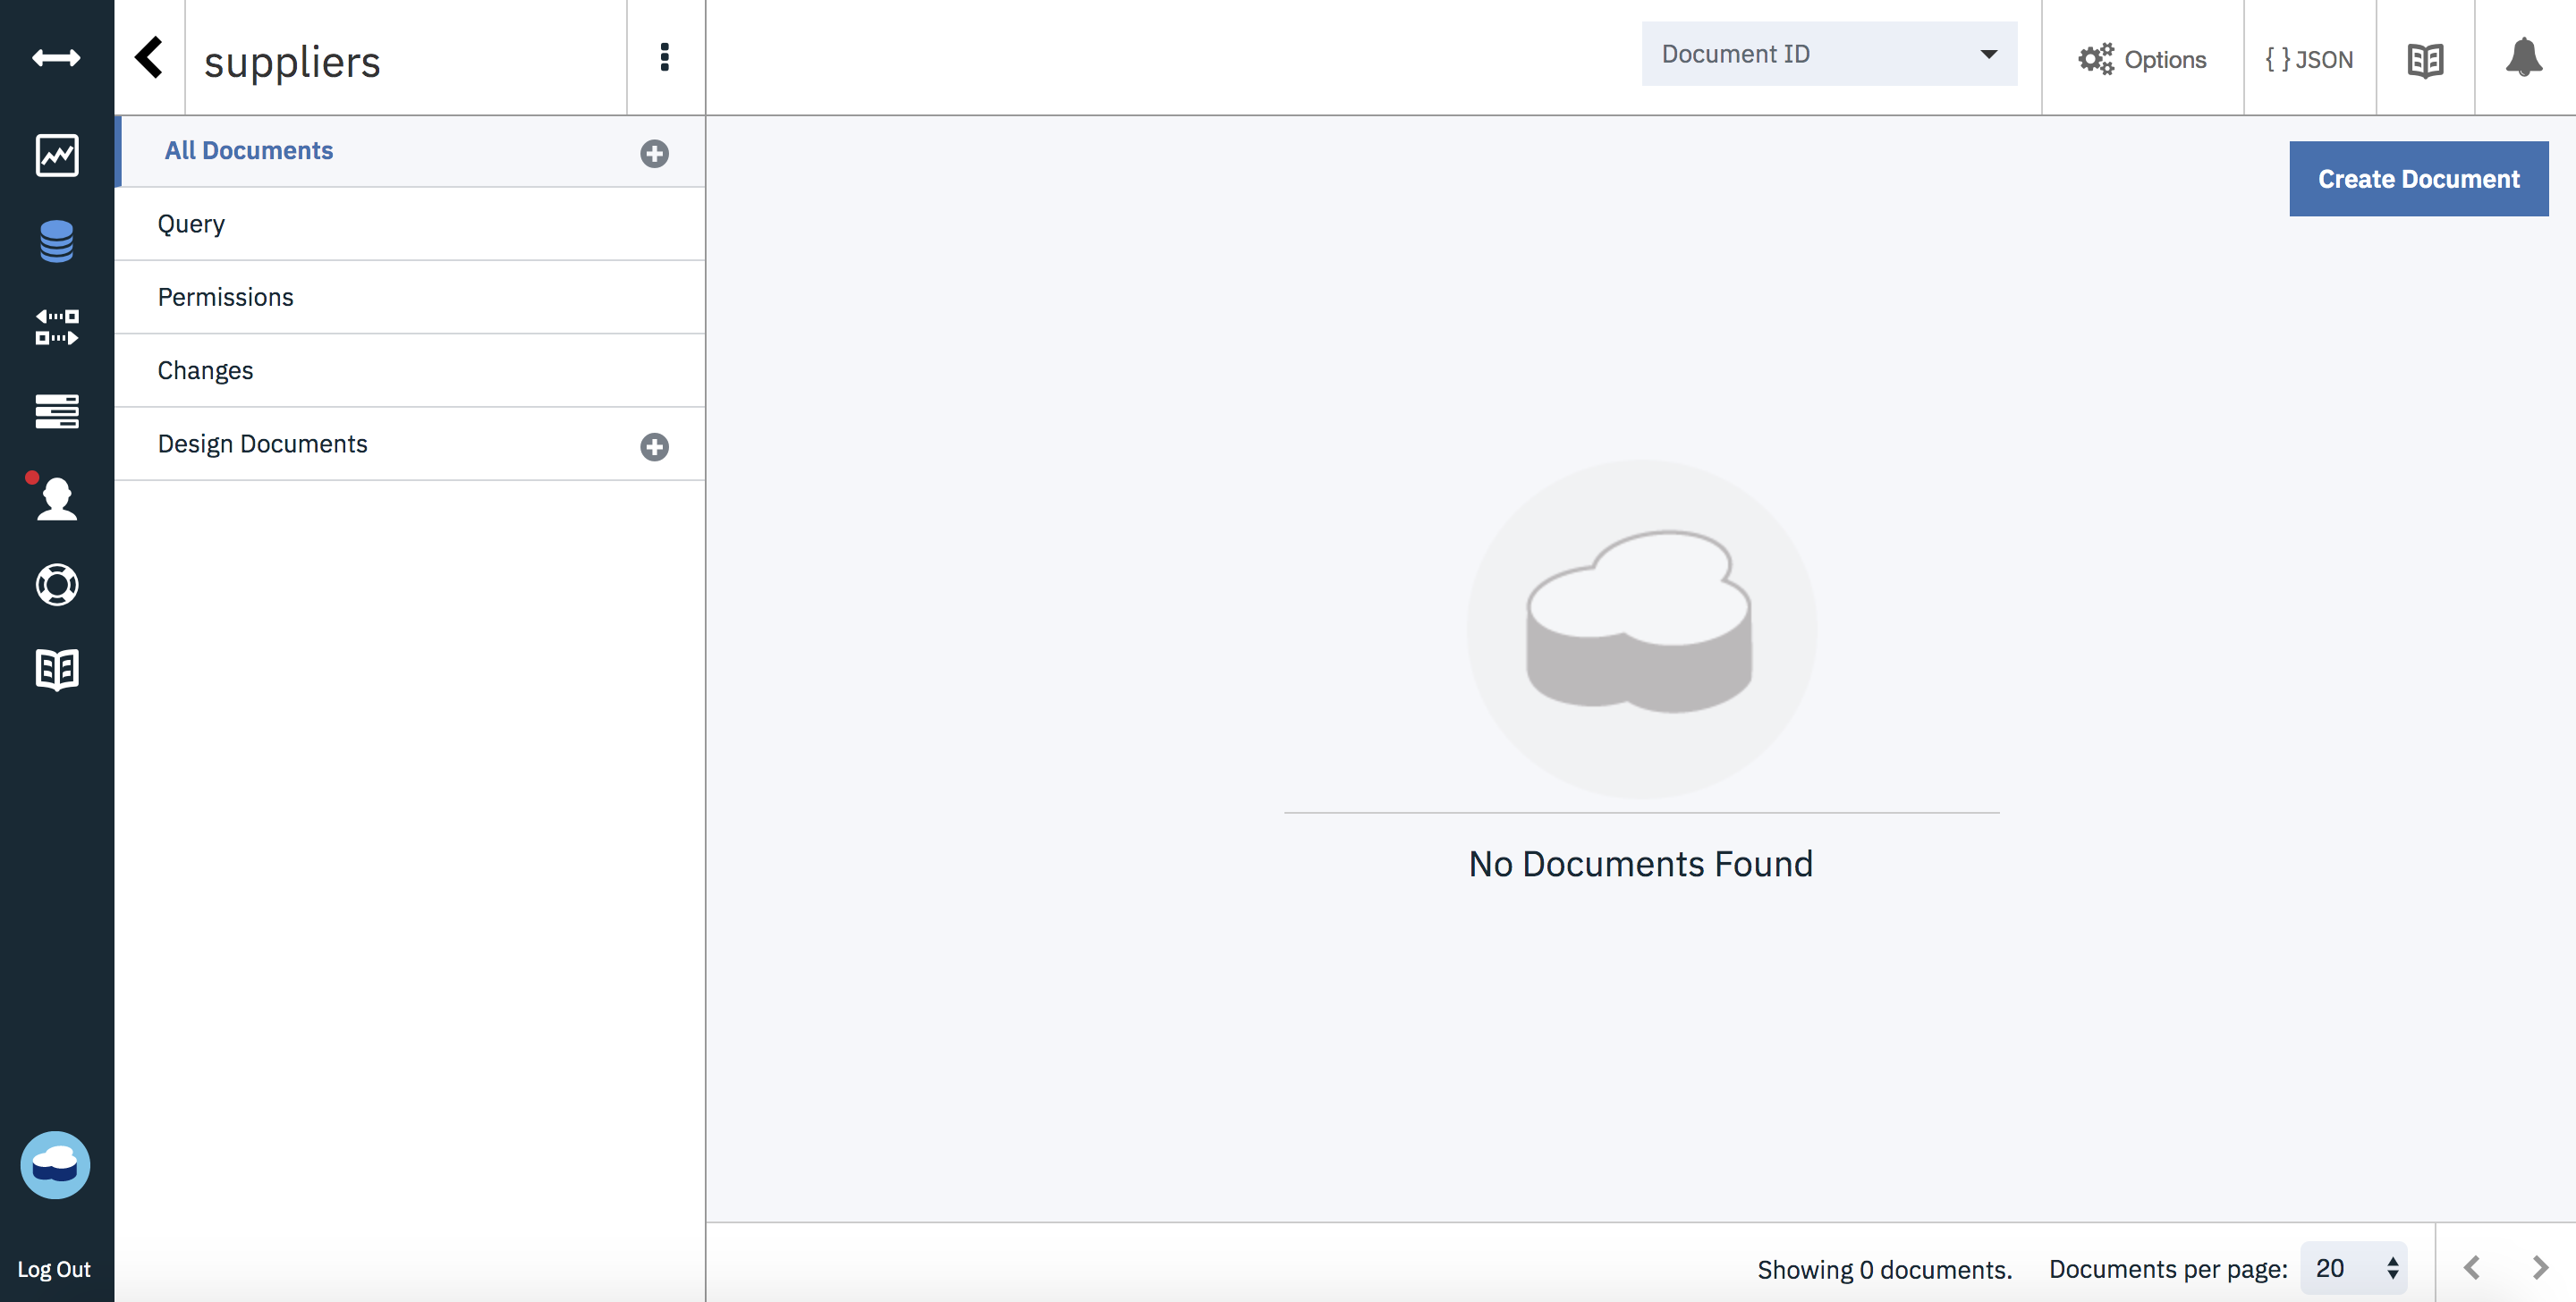 suppliers
Document ID
Options
{ } JSON
All Documents
Query
Permissions
Changes
Design Documents
Create Document
No Documents Found
Log Out
Showing 0 documents.
Documents per page: 20